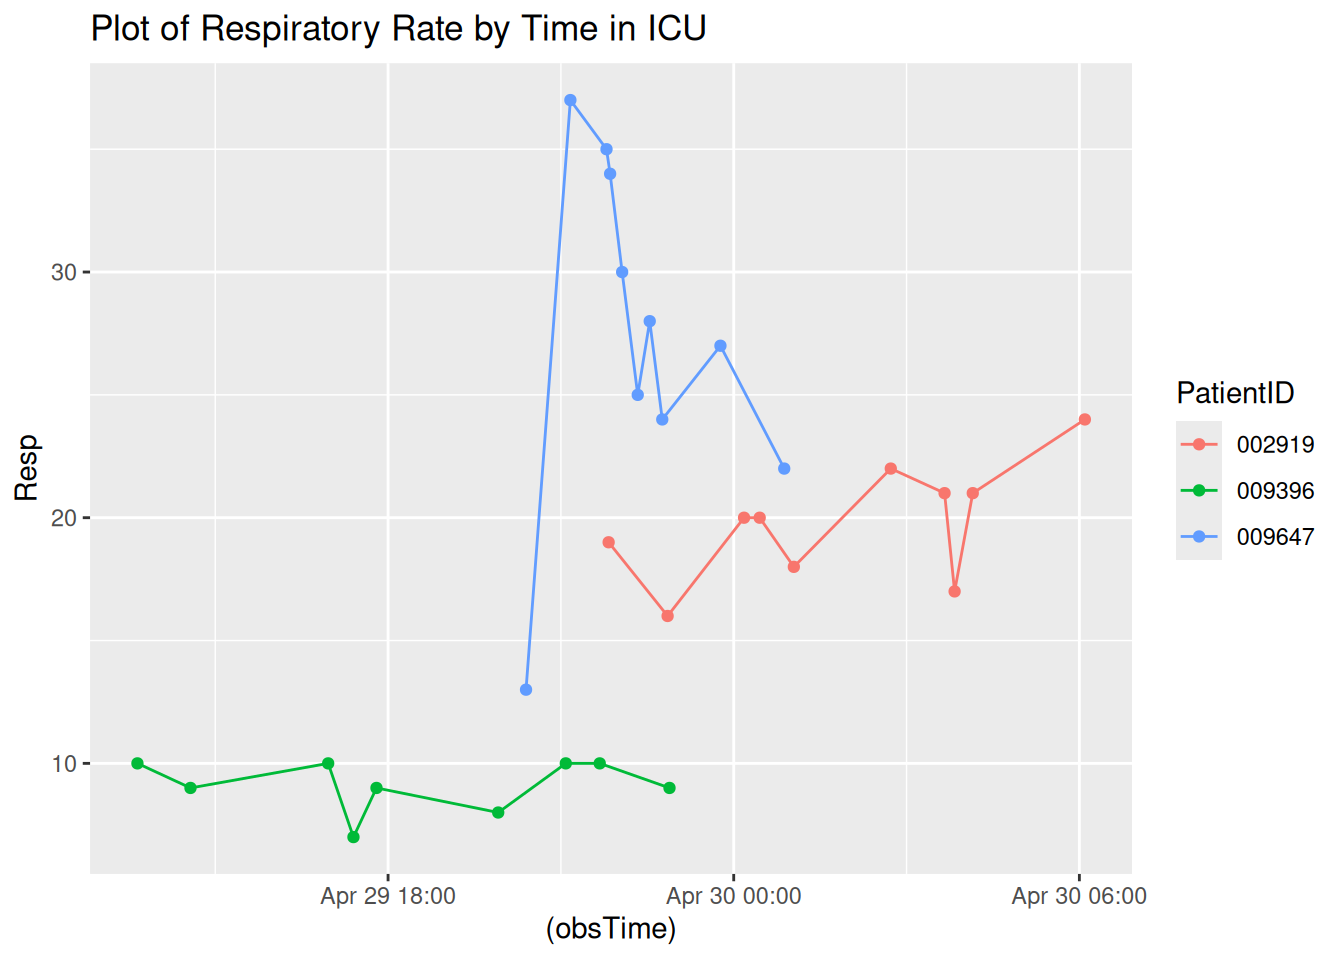 Plot of Respiratory Rate by Time in ICU
Resp
30
20
10
Apr 29 18:00
Apr 30 00:00
Apr 30 06:00
(obsTime)
PatientID
002919
009396
009647